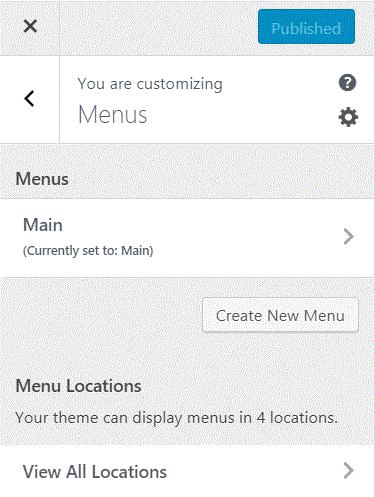 Published
You are customizing
Menus
Menus
Main
(Currently set to: Main)
Create New Menu
Menu Locations
Your theme can display menus in 4 locations.
View All Locations